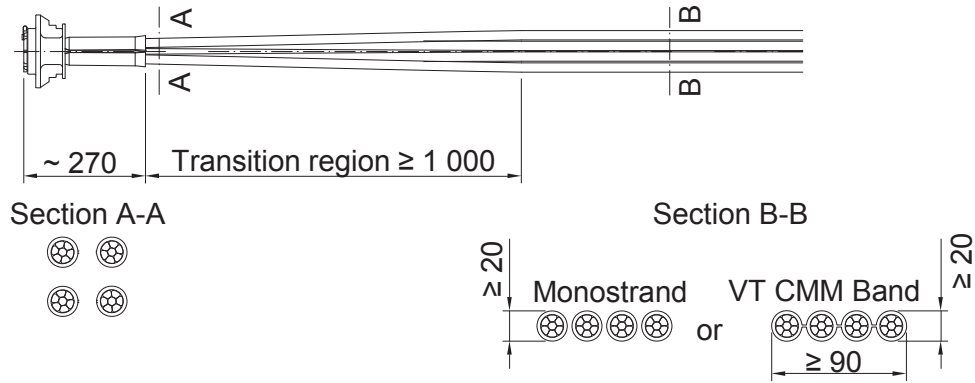 A
B
A
B
~ 270
Transition region ≥ 1 000
Section A-A
Section B-B
≥ 20
Monostrand
or
VT CMM Band
≥ 20
≥ 90